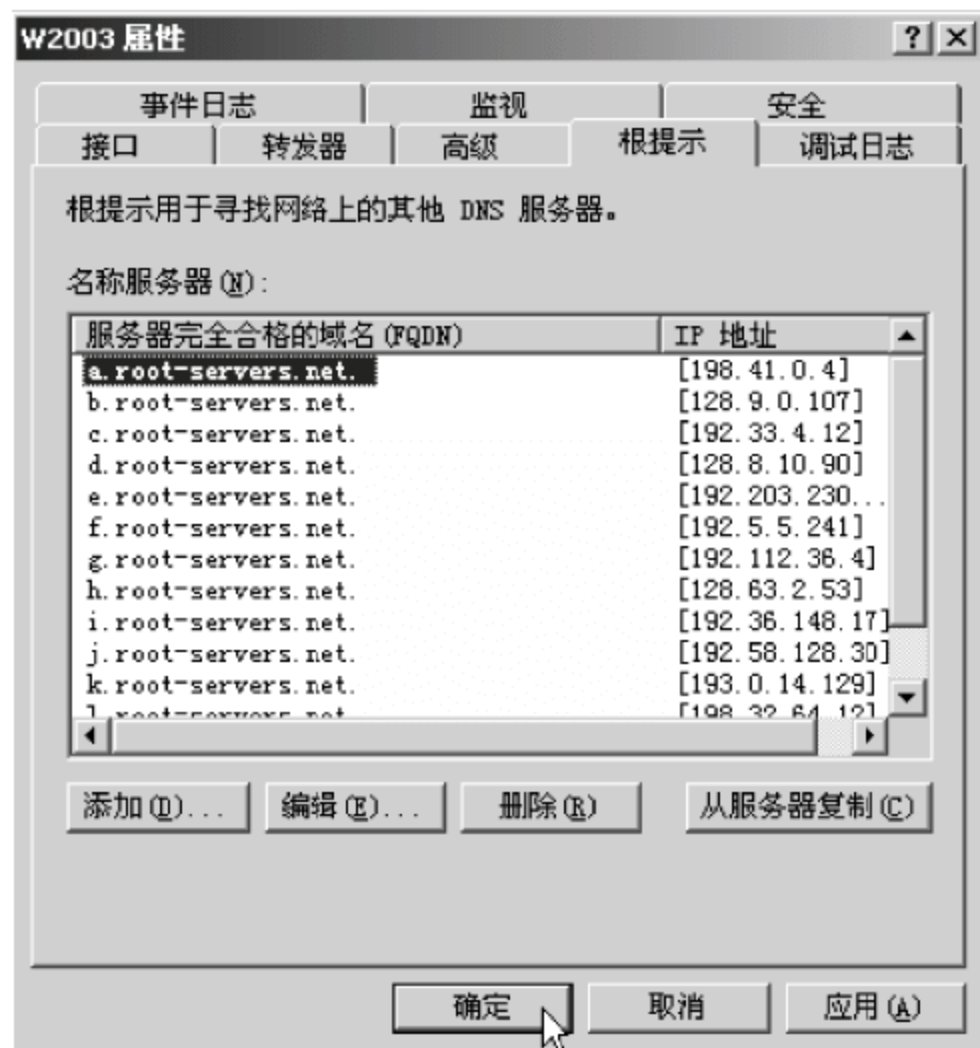 W2003 属性
事件日志 监视 安全
接口 转发器 高级 根提示 调试日志
根提示用于寻找网络上的其他 DNS 服务器。
名称服务器(N):
服务器完全合格的域名(FQDN) IP 地址
a.root-servers.net. [198.41.0.4]
b.root-servers.net. [128.9.0.107]
c.root-servers.net. [192.33.4.12]
d.root-servers.net. [128.8.10.90]
e.root-servers.net. [192.203.230...
f.root-servers.net. [192.5.5.241]
g.root-servers.net. [192.112.36.4]
h.root-servers.net. [128.63.2.53]
i.root-servers.net. [192.36.148.17]
j.root-servers.net. [192.58.128.30]
k.root-servers.net. [193.0.14.129]
l.root-servers.net. [198.32.64.12]
添加(D)... 编辑(E)... 删除(R) 从服务器复制(C)
确定 取消 应用(A)